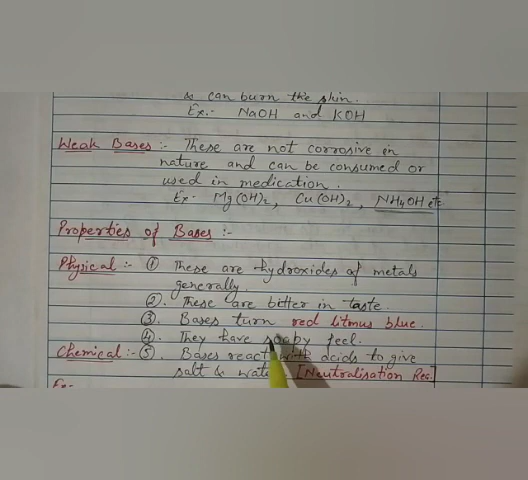 & can burn the skin.
Ex:- NaOH and KOH
Weak Bases :- These are not corrosive in
nature and can be consumed or
used in medication.
Ex- Mg(OH)2, Cu(OH)2, NH4OH etc
Properties of Bases :-
Physical :- ① These are hydroxides of metals
generally.
②. These are bitter in taste.
③. Bases turn red litmus blue.
④. They have soapy feel.
Chemical :- ⑤. Bases react with acids to give
salt & water [Neutralisation Rea.]
Ex:-